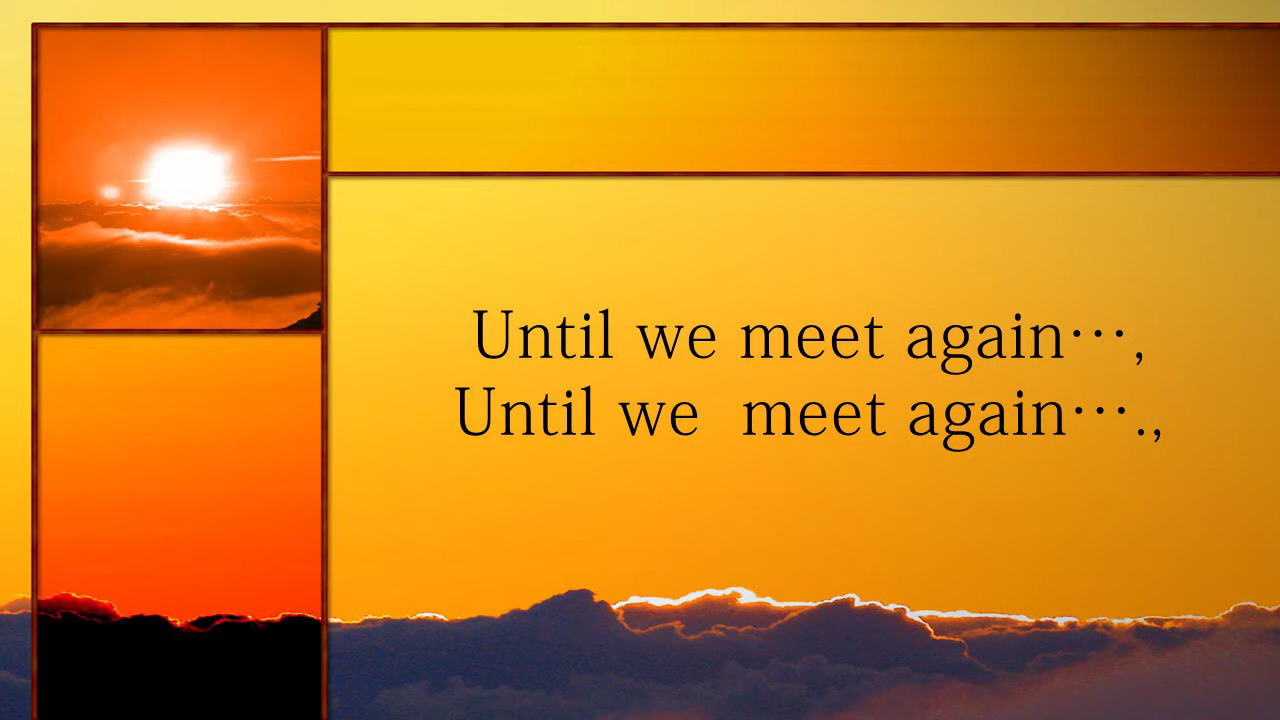 Until we meet again…,
Until we  meet again….,